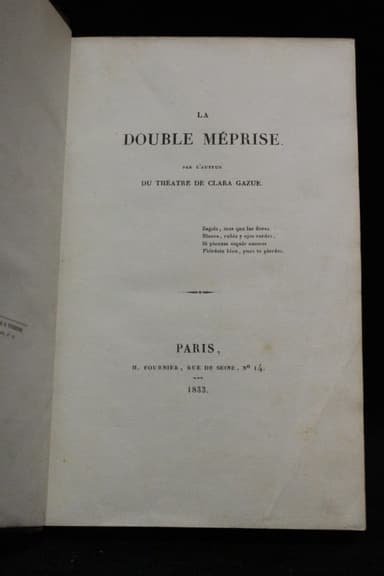 LA
DOUBLE MÉPRISE.
PAR L'AUTEUR
DU THÉATRE DE CLARA GAZUL.
Zagala, mas que las flores
Blanca, rubia y ojos verdes,
Si piensas seguir amores
Piérdete bien, pues te pierdes.
PARIS,
H. FOURNIER, RUE DE SEINE, Nº 14.
1833.